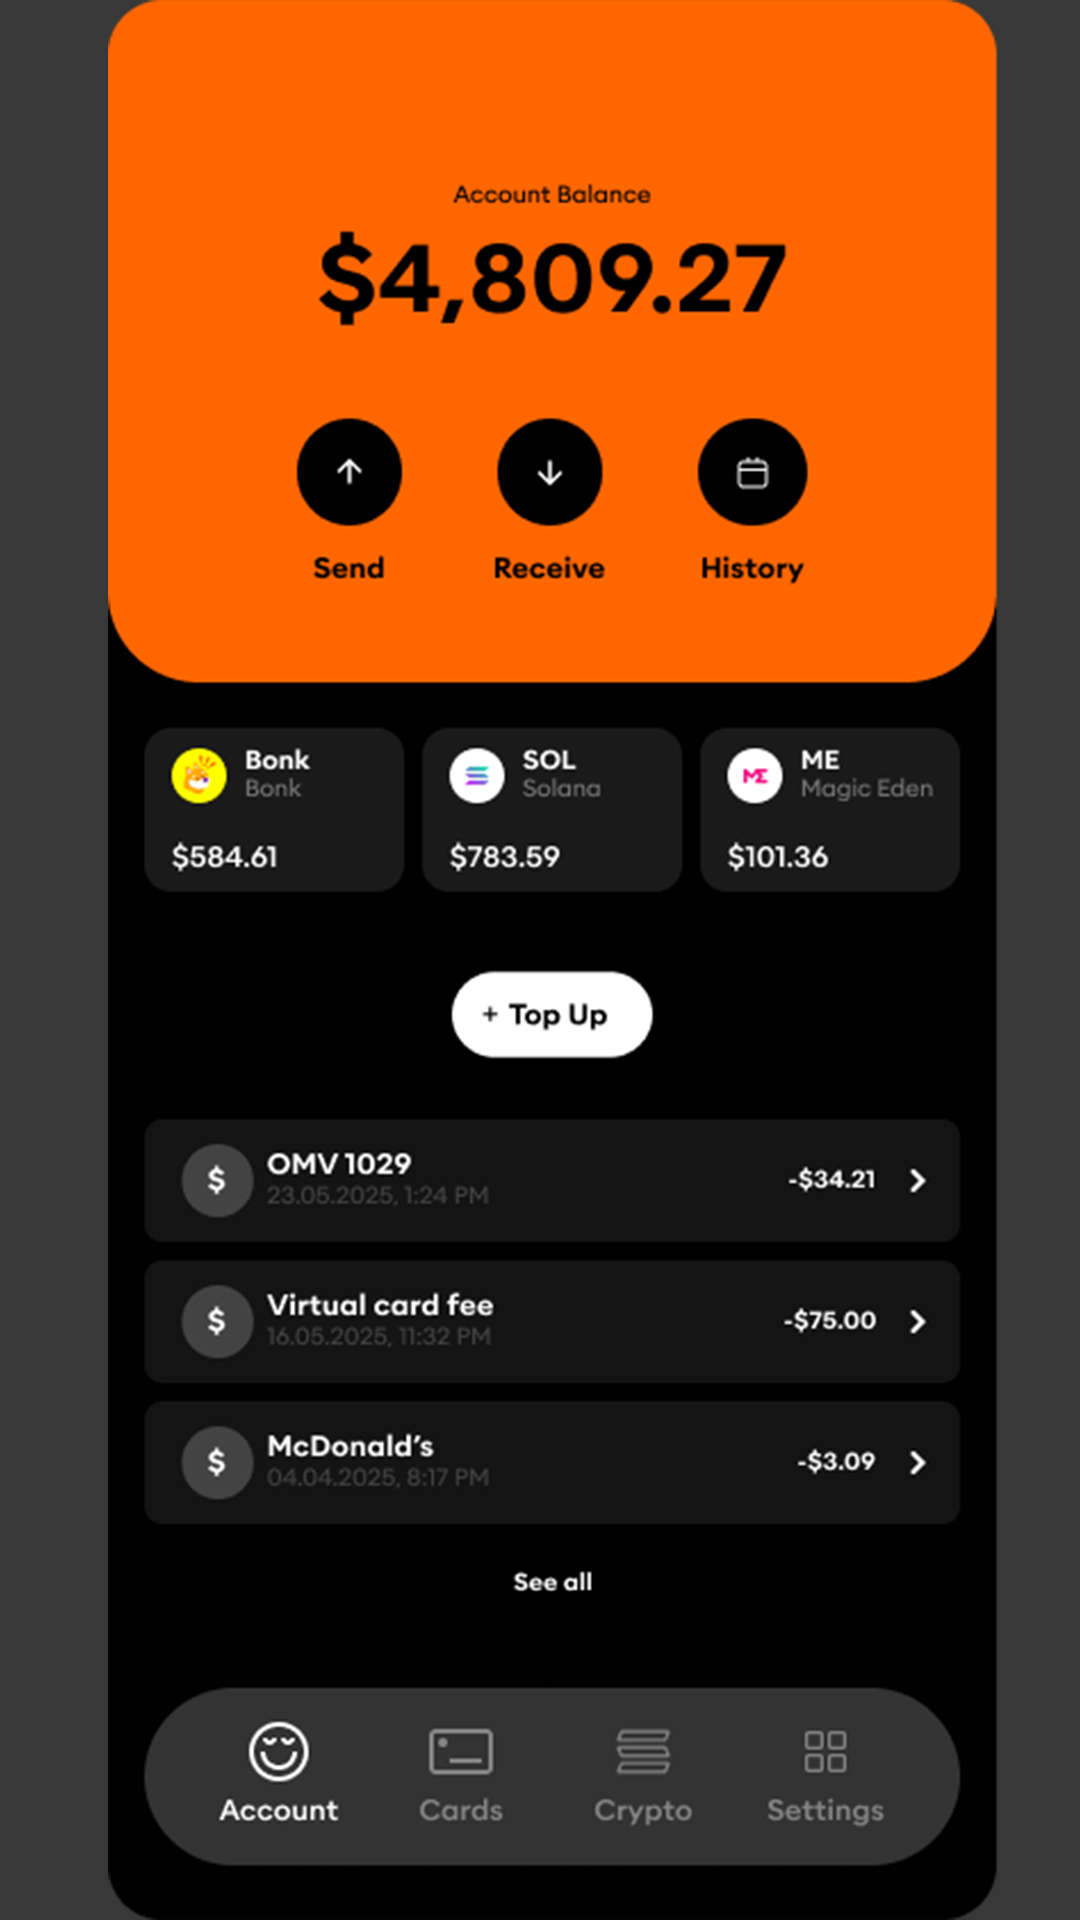 Account Balance
$4,809.27
Send Receive History
Bonk
Bonk
$584.61
SOL
Solana
$783.59
ME
Magic Eden
$101.36
+ Top Up
OMV 1029
23.05.2025, 1:24 PM
-$34.21
Virtual card fee
16.05.2025, 11:32 PM
-$75.00
McDonald’s
04.04.2025, 8:17 PM
-$3.09
See all
Account Cards Crypto Settings